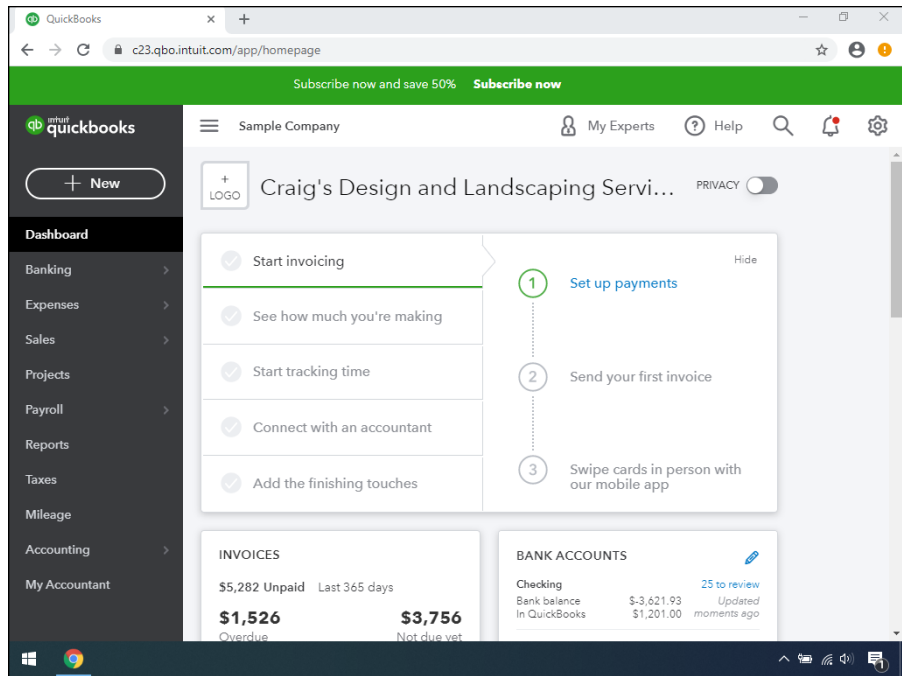 QuickBooks
c23.qbo.intuit.com/app/homepage
Subscribe now and save 50% Subscribe now
qb intuit quickbooks
Sample Company
My Experts
Help
+ New
+ LOGO
Craig's Design and Landscaping Servi...
PRIVACY
Dashboard
Banking
Expenses
Sales
Projects
Payroll
Reports
Taxes
Mileage
Accounting
My Accountant
Start invoicing
See how much you're making
Start tracking time
Connect with an accountant
Add the finishing touches
Hide
1 Set up payments
2 Send your first invoice
3 Swipe cards in person with
our mobile app
INVOICES
$5,282 Unpaid Last 365 days
$1,526 $3,756
Overdue Not due yet
BANK ACCOUNTS
Checking 25 to review
Bank balance $-3,621.93 Updated
In QuickBooks $1,201.00 moments ago
1